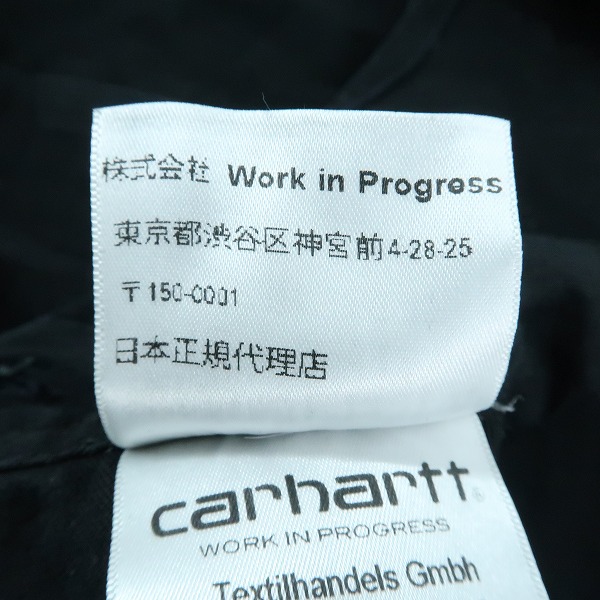 株式会社 Work in Progress
東京都渋谷区神宮前4-28-25
〒150-0001
日本正規代理店
carhartt®
WORK IN PROGRESS
Textilhandels GmbH